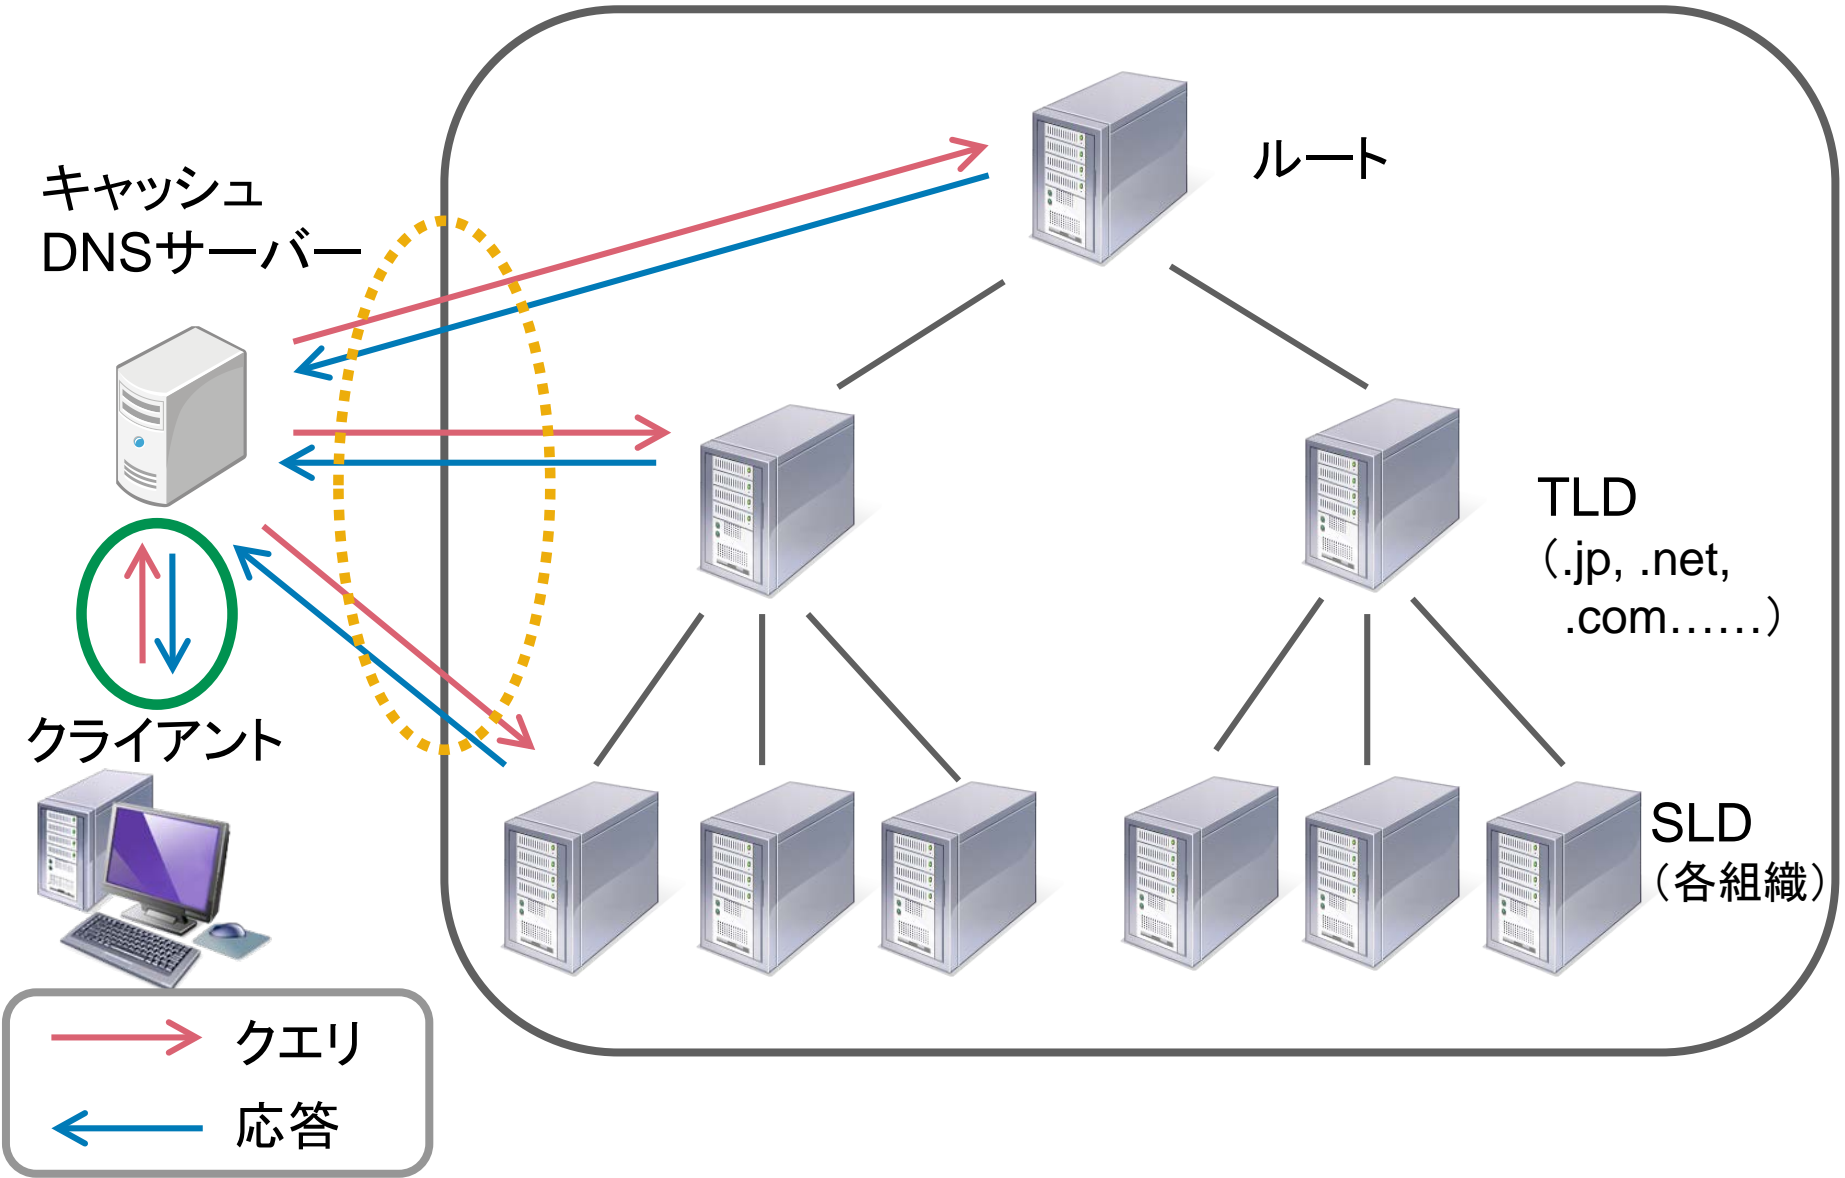 キャッシュ
DNSサーバー
クライアント
クエリ
応答
ルート
TLD
（.jp, .net,
.com……）
SLD
（各組織）